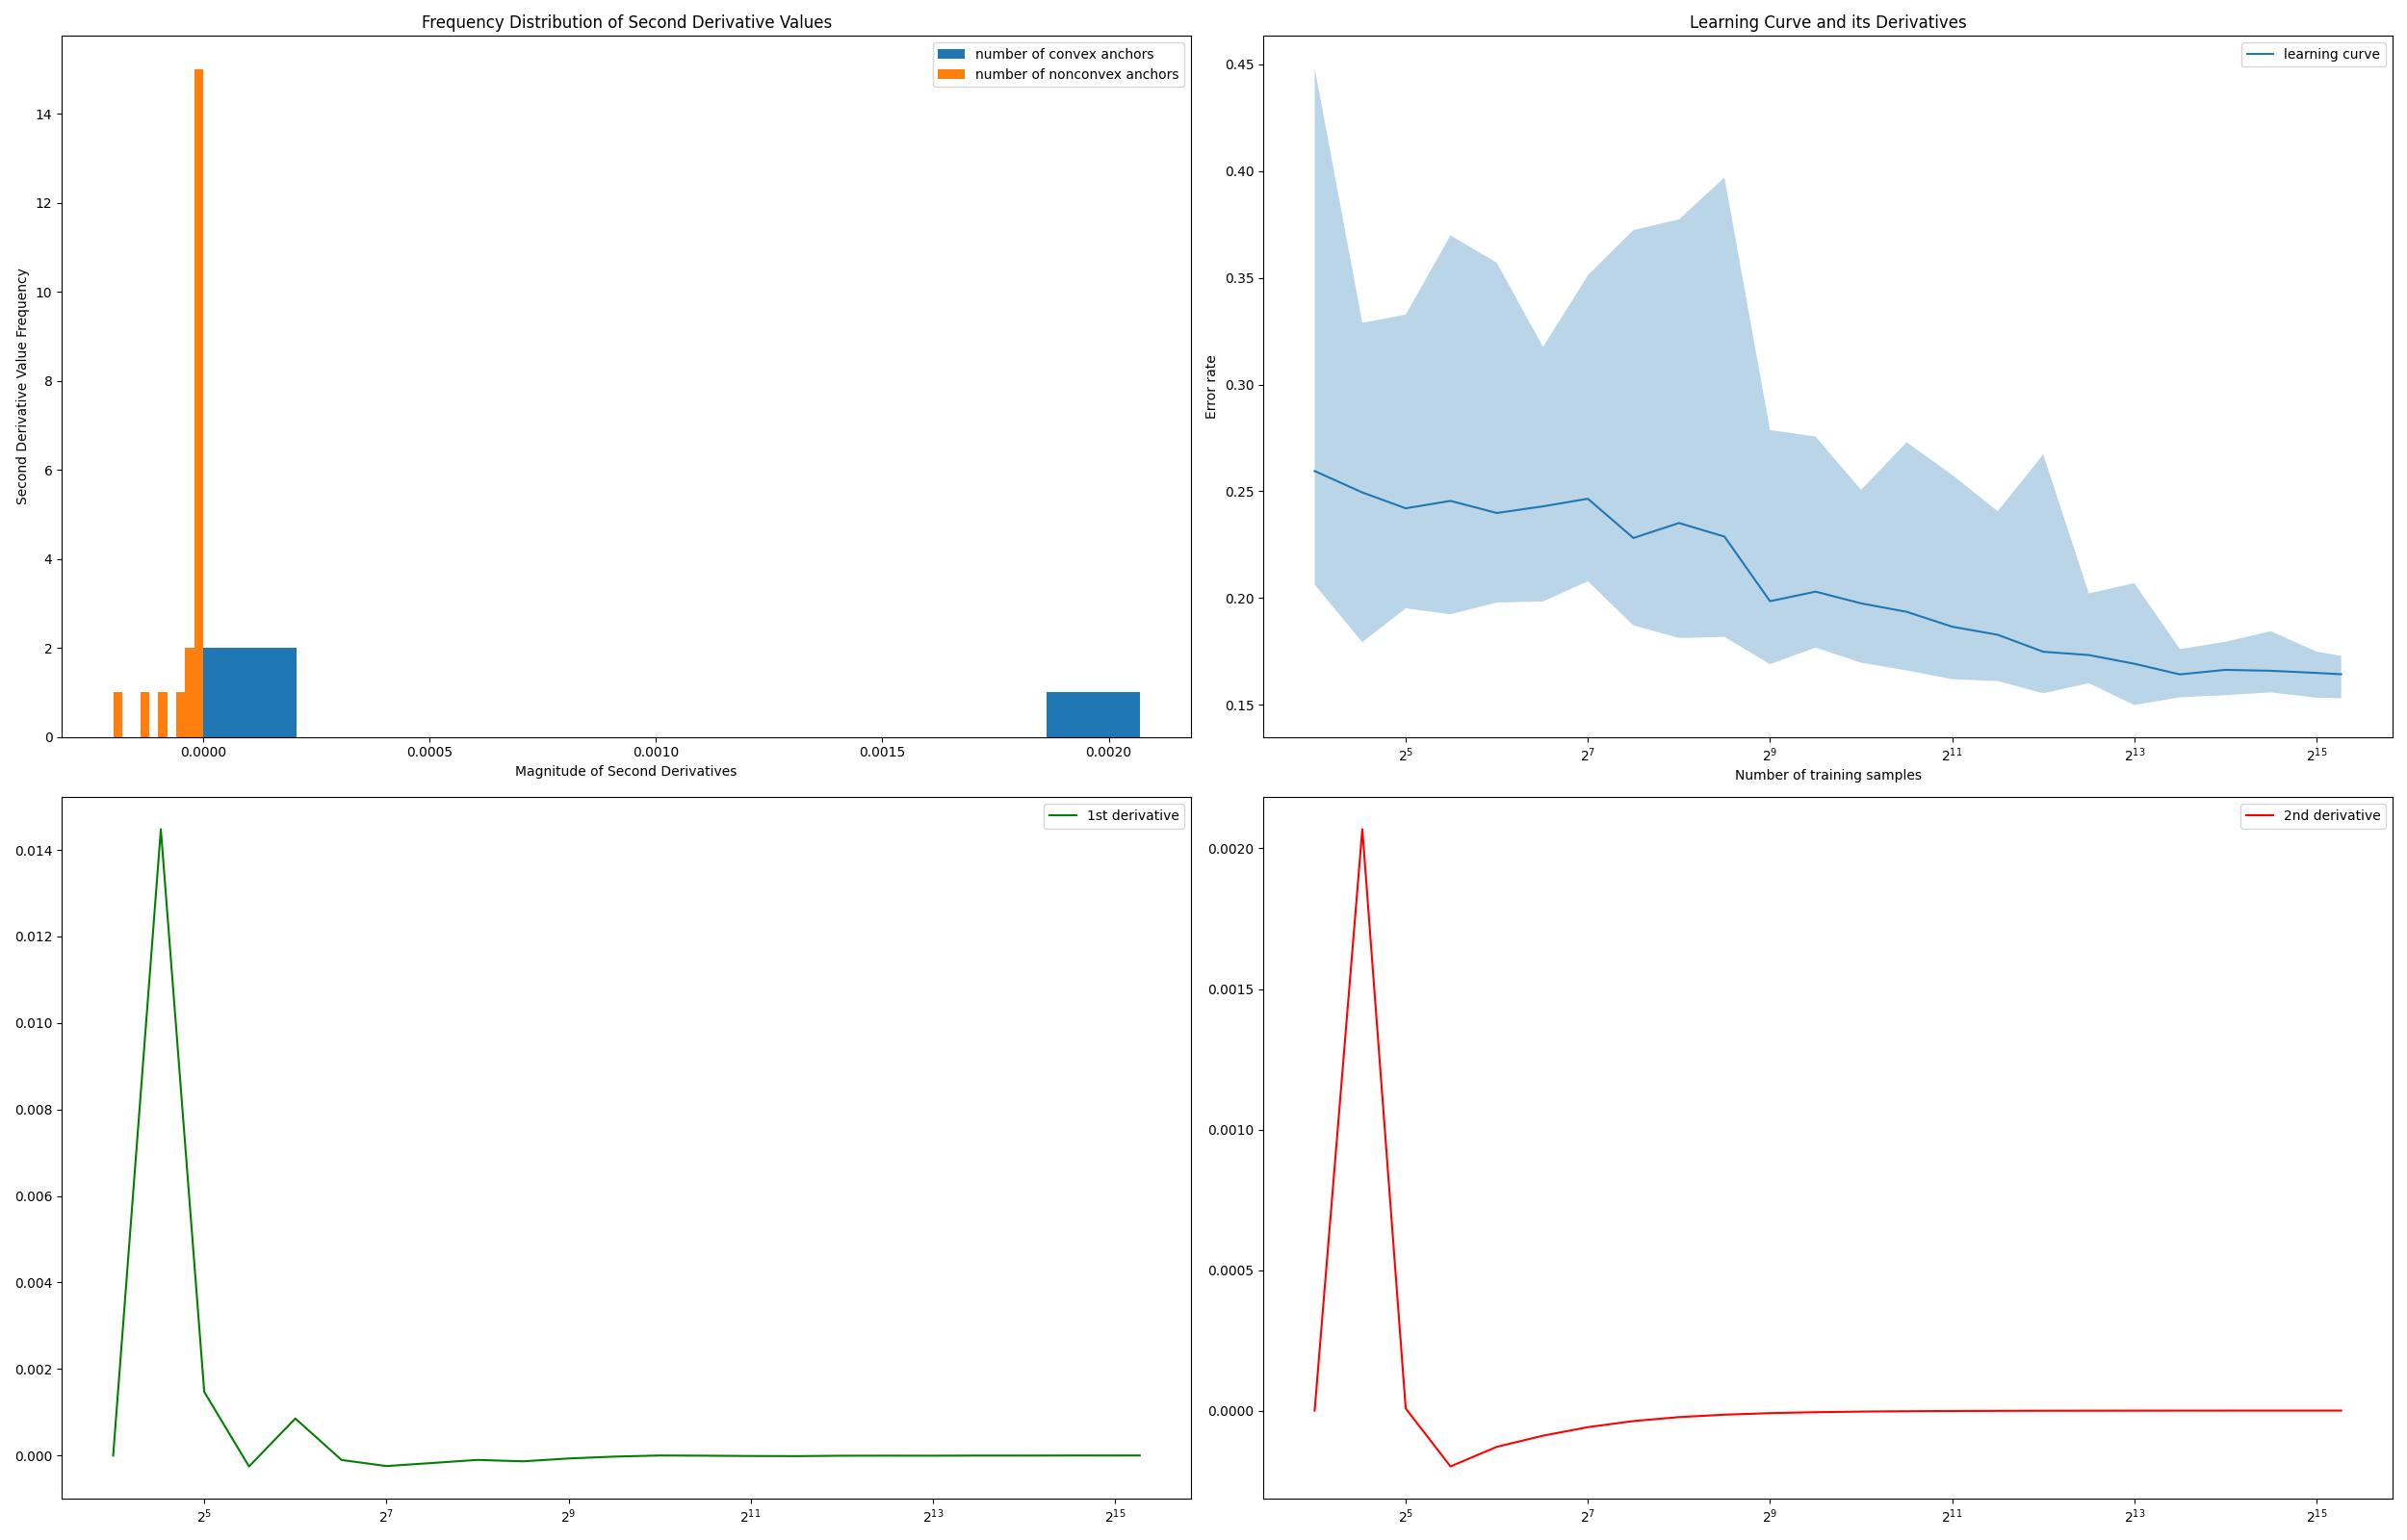 Frequency Distribution of Second Derivative Values
number of convex anchors
number of nonconvex anchors
Second Derivative Value Frequency
14
12
10
8
6
4
2
0
0.0000 0.0005 0.0010 0.0015 0.0020
Magnitude of Second Derivatives
Learning Curve and its Derivatives
learning curve
Error rate
0.45
0.40
0.35
0.30
0.25
0.20
0.15
2^5 2^7 2^9 2^11 2^13 2^15
Number of training samples
1st derivative
0.014
0.012
0.010
0.008
0.006
0.004
0.002
0.000
2^5 2^7 2^9 2^11 2^13 2^15
2nd derivative
0.0020
0.0015
0.0010
0.0005
0.0000
2^5 2^7 2^9 2^11 2^13 2^15